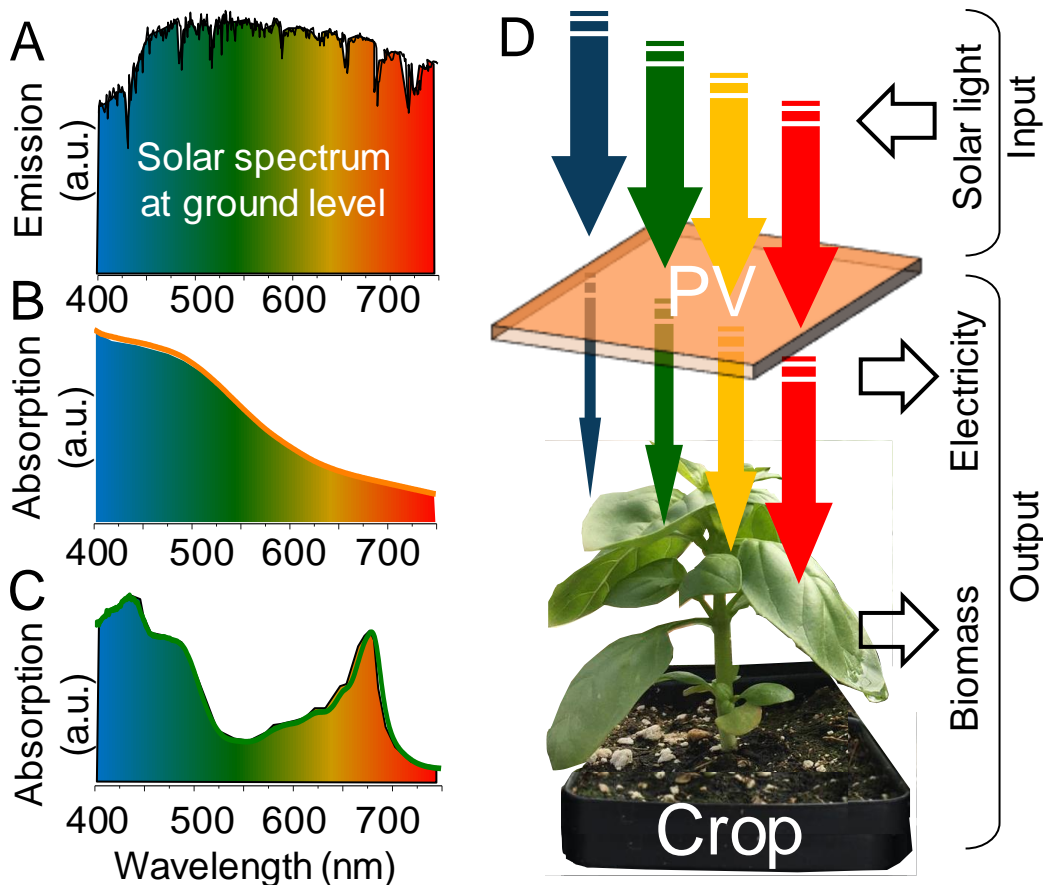 A
Emission
(a.u.)
Solar spectrum
at ground level
400 500 600 700
B
Absorption
(a.u.)
400 500 600 700
C
Absorption
(a.u.)
400 500 600 700
Wavelength (nm)
D
PV
Crop
Solar light
Input
Electricity
Biomass
Output